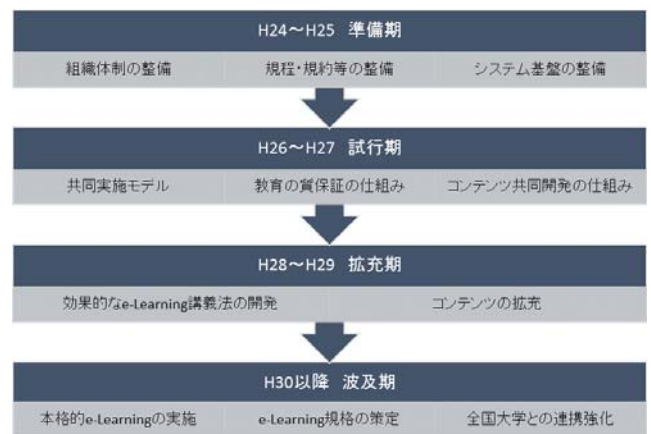 H24～H25 準備期
組織体制の整備 規程・規約等の整備 システム基盤の整備
H26～H27 試行期
共同実施モデル 教育の質保証の仕組み コンテンツ共同開発の仕組み
H28～H29 拡充期
効果的なe-Learning講義法の開発 コンテンツの拡充
H30以降 波及期
本格的e-Learningの実施 e-Learning規格の策定 全国大学との連携強化